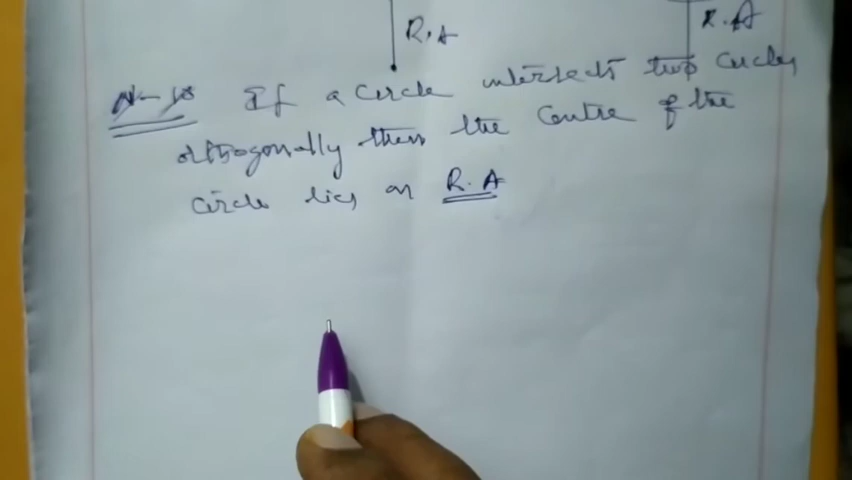 R.A
R.A
If a circle intersects two circles
orthogonally then the centre of the
circle lies on R.A